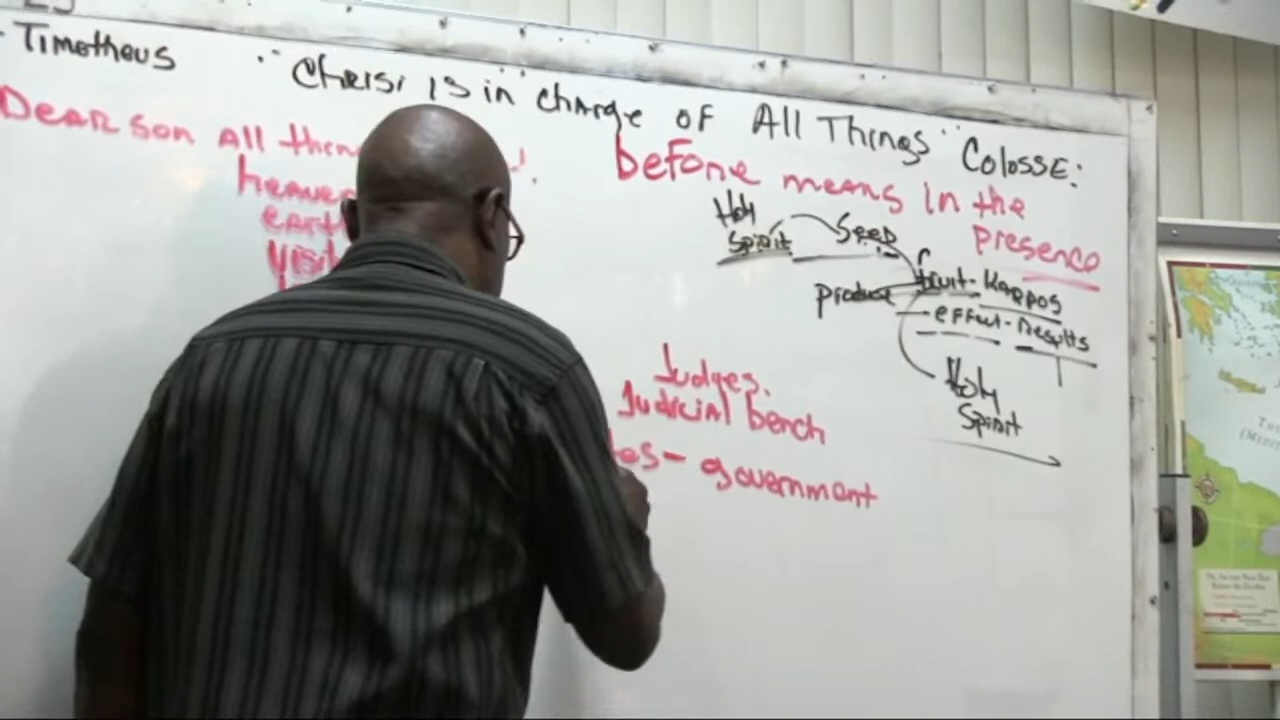 Timotheus
"Chrsi is in charge of All Things" Colosse:
Dear son All thin
heave
earth
Visi
before means in the
presence
Holy
Spirit
Seed
fruit - Karpos
produce
effect - Results
Holy
Spirit
Judges.
Judicial bench
es - government